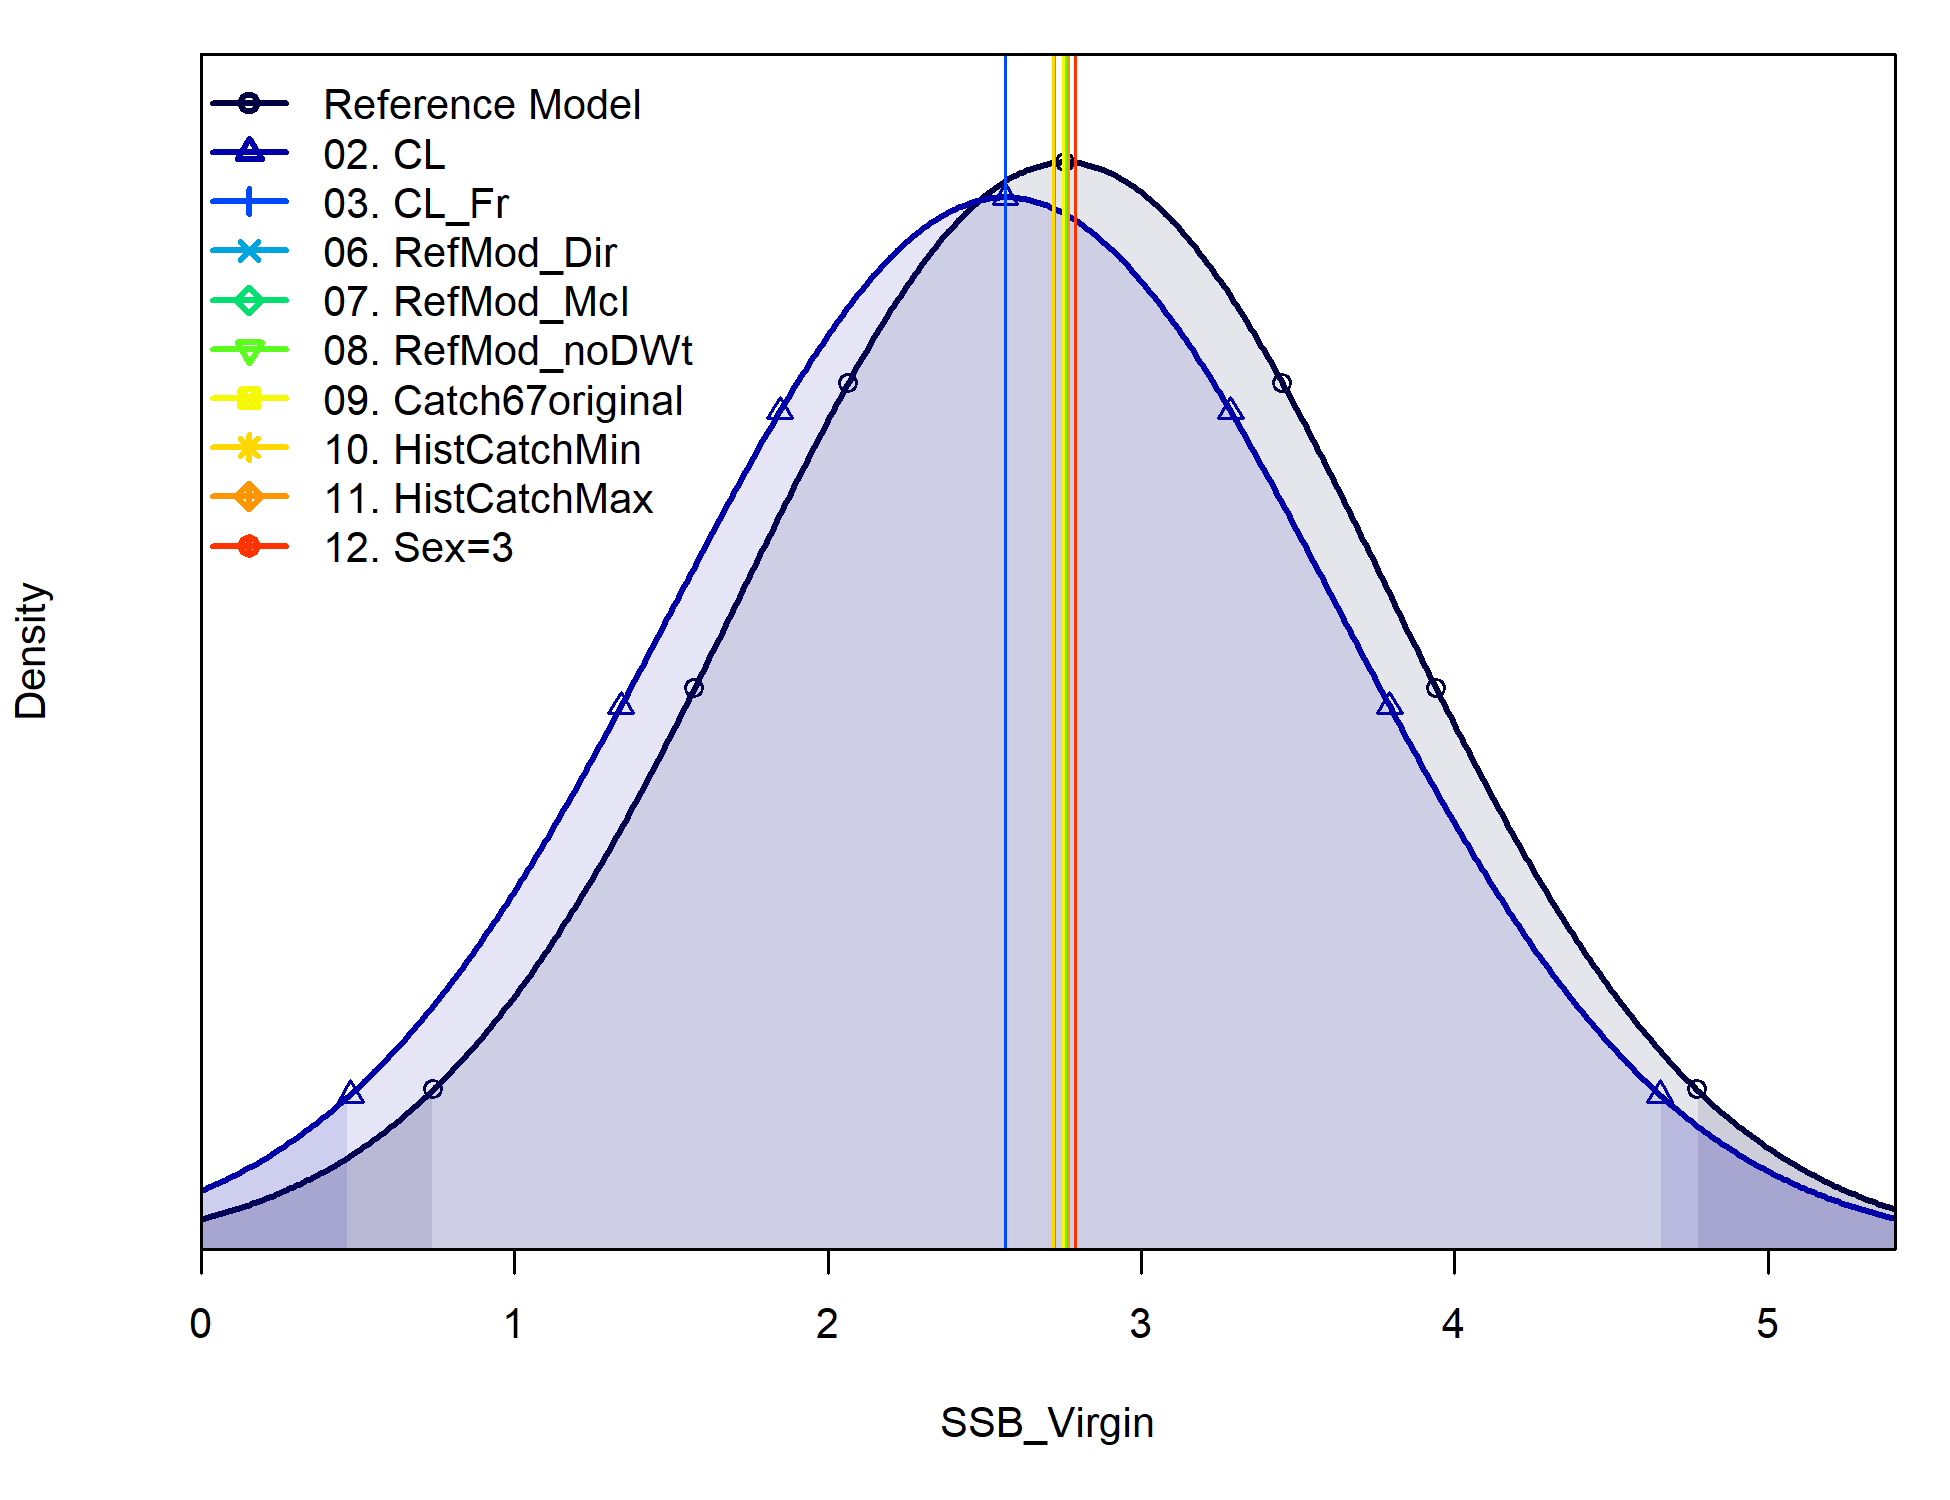 Reference Model
02. CL
03. CL_Fr
06. RefMod_Dir
07. RefMod_Mcl
08. RefMod_noDWt
09. Catch67original
10. HistCatchMin
11. HistCatchMax
12. Sex=3
Density
0 1 2 3 4 5
SSB_Virgin